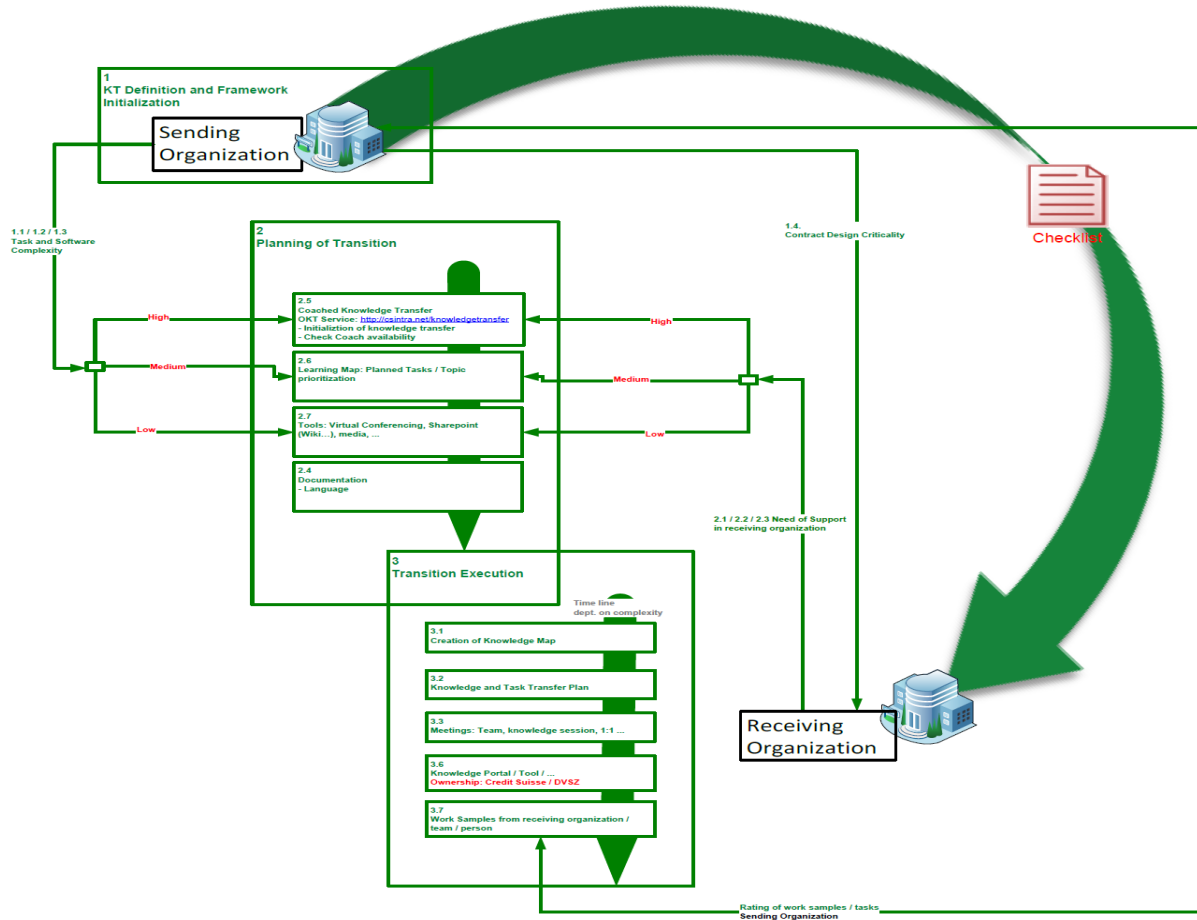 1
KT Definition and Framework
Initialization
Sending
Organization
1.1 / 1.2 / 1.3
Task and Software
Complexity
1.4.
Contract Design Criticality
Checklist
2
Planning of Transition
2.5
Coached Knowledge Transfer
OKT Service: http://csintra.net/knowledgetransfer
- Initializtion of knowledge transfer
- Check Coach availability
High
High
2.6
Learning Map: Planned Tasks / Topic
prioritization
Medium
Medium
2.7
Tools: Virtual Conferencing, Sharepoint
(Wiki...), media, ...
Low
Low
2.4
Documentation
- Language
2.1 / 2.2 / 2.3 Need of Support
in receiving organization
3
Transition Execution
Time line
dept. on complexity
3.1
Creation of Knowledge Map
3.2
Knowledge and Task Transfer Plan
3.3
Meetings: Team, knowledge session, 1:1 ...
3.6
Knowledge Portal / Tool / ...
Ownership: Credit Suisse / DVSZ
3.7
Work Samples from receiving organization /
team / person
Receiving
Organization
Rating of work samples / tasks
Sending Organization